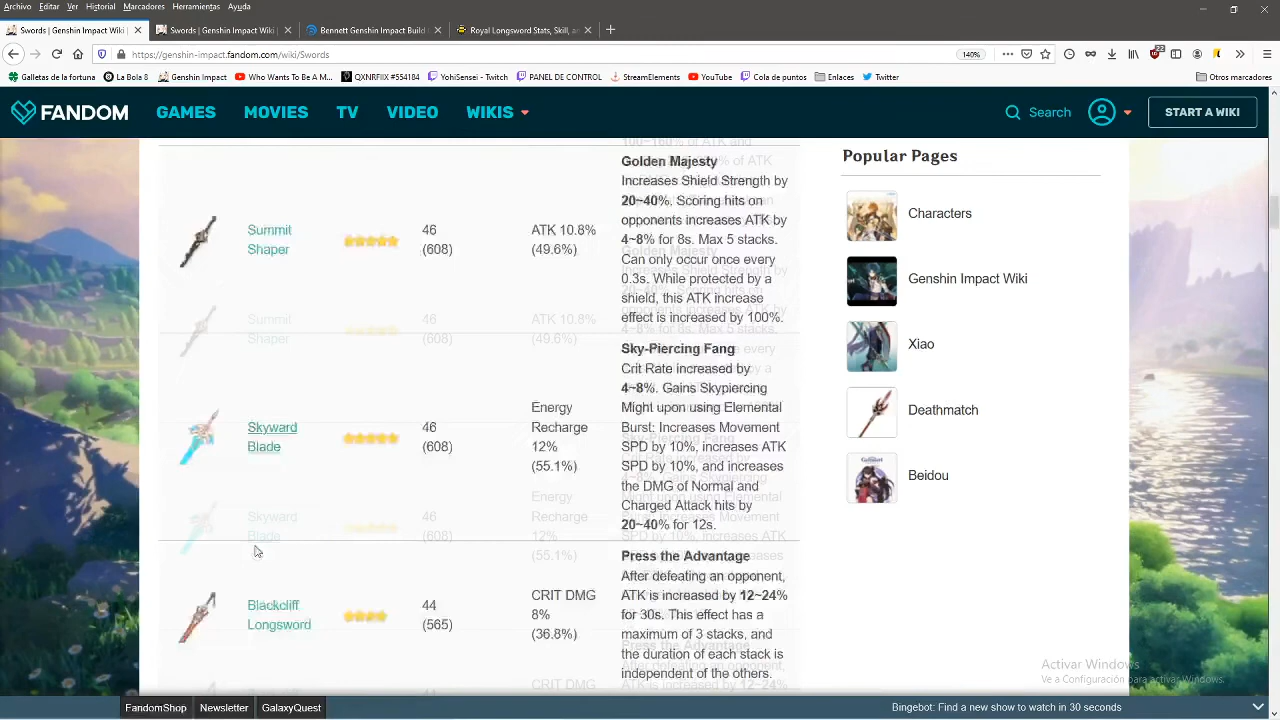 Archivo Editar Ver Historial Marcadores Herramientas Ayuda
Swords | Genshin Impact Wiki |
Swords | Genshin Impact Wiki |
Bennett Genshin Impact Build
Royal Longsword Stats, Skill, an
https://genshin-impact.fandom.com/wiki/Swords
140%
Galletas de la fortuna
La Bola 8
Genshin Impact
Who Wants To Be A M...
QXNRFIIX #554184
YohiSensei - Twitch
PANEL DE CONTROL
StreamElements
YouTube
Cola de puntos
Enlaces
Twitter
Otros marcadores
FANDOM
GAMES
MOVIES
TV
VIDEO
WIKIS
Search
START A WIKI
Summit
Shaper
46
(608)
ATK 10.8%
(49.6%)
Golden Majesty
Increases Shield Strength by
20~40%. Scoring hits on
opponents increases ATK by
4~8% for 8s. Max 5 stacks.
Can only occur once every
0.3s. While protected by a
shield, this ATK increase
effect is increased by 100%.
Skyward
Blade
46
(608)
Energy
Recharge
12%
(55.1%)
Sky-Piercing Fang
Crit Rate increased by
4~8%. Gains Skypiercing
Might upon using Elemental
Burst: Increases Movement
SPD by 10%, increases ATK
SPD by 10%, and increases
the DMG of Normal and
Charged Attack hits by
20~40% for 12s.
Blackcliff
Longsword
44
(565)
CRIT DMG
8%
(36.8%)
Press the Advantage
After defeating an opponent,
ATK is increased by 12~24%
for 30s. This effect has a
maximum of 3 stacks, and
the duration of each stack is
independent of the others.
Popular Pages
Characters
Genshin Impact Wiki
Xiao
Deathmatch
Beidou
Activar Windows
Ve a Configuración para activar Windows.
FandomShop
Newsletter
GalaxyQuest
Bingebot: Find a new show to watch in 30 seconds